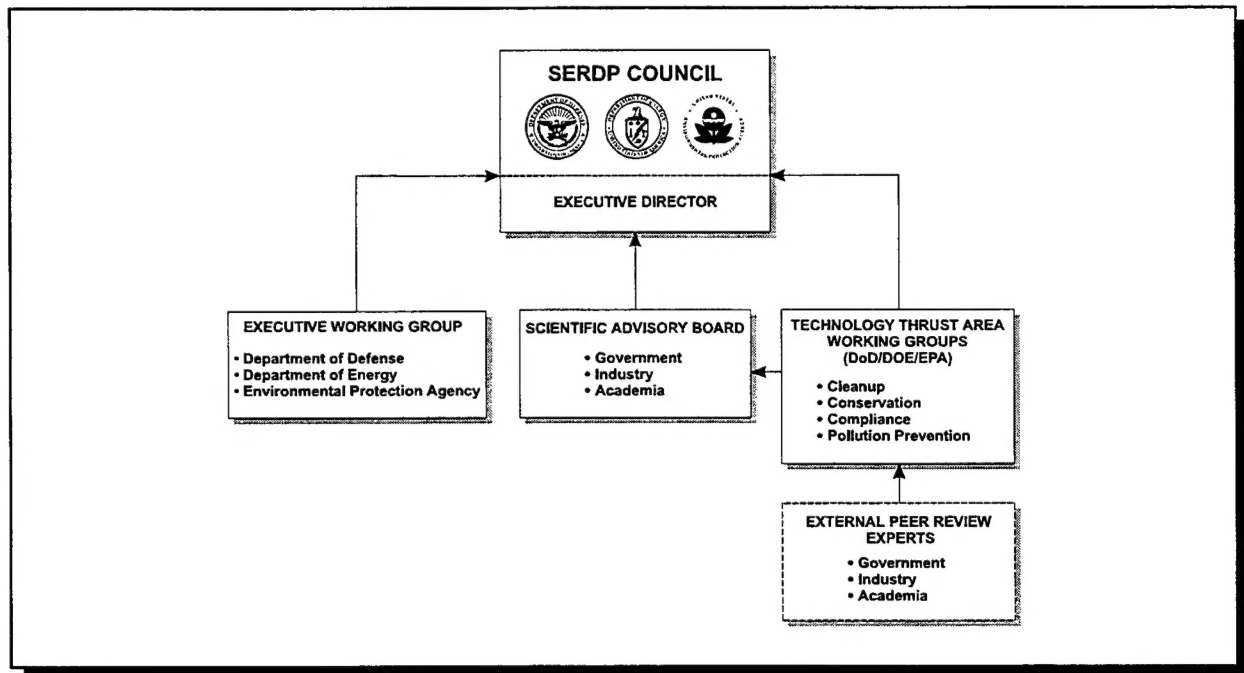 SERDP COUNCIL
EXECUTIVE DIRECTOR
EXECUTIVE WORKING GROUP
• Department of Defense
• Department of Energy
• Environmental Protection Agency
SCIENTIFIC ADVISORY BOARD
• Government
• Industry
• Academia
TECHNOLOGY THRUST AREA
WORKING GROUPS
(DoD/DOE/EPA)
• Cleanup
• Conservation
• Compliance
• Pollution Prevention
EXTERNAL PEER REVIEW
EXPERTS
• Government
• Industry
• Academia